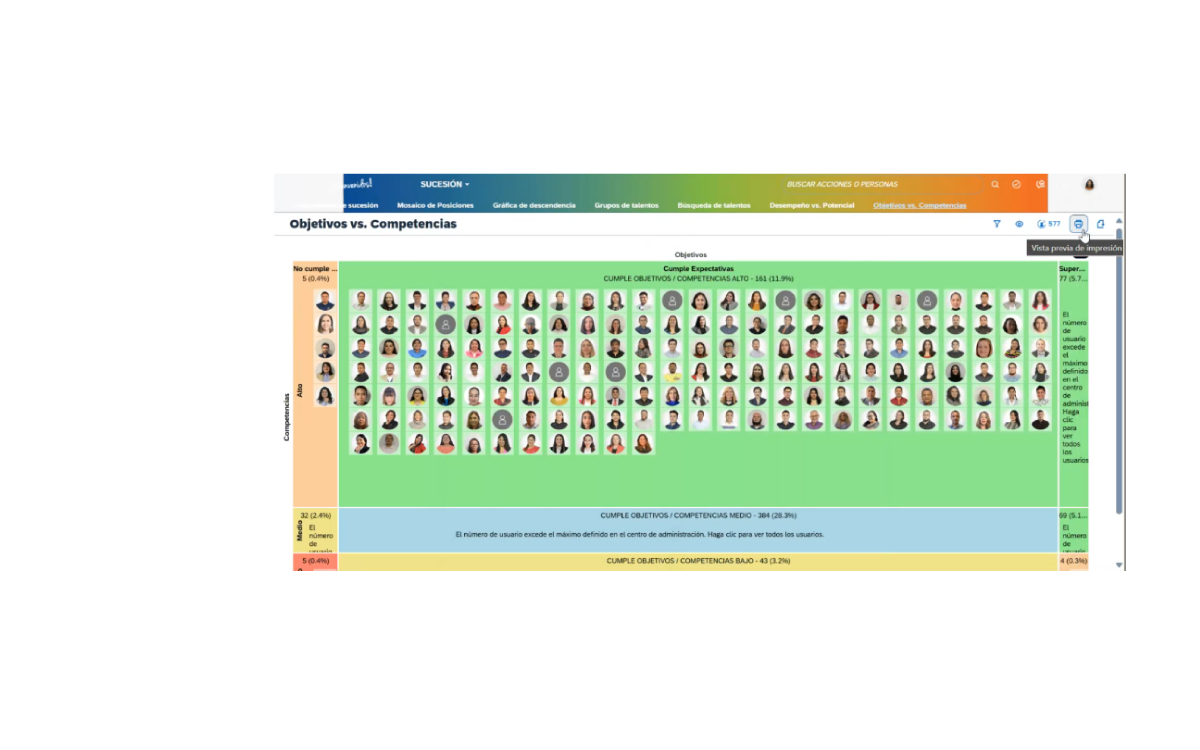 SUCESIÓN
BUSCAR ACCIONES O PERSONAS
sucesión
Mosaico de Posiciones
Gráfica de descendencia
Grupos de talentos
Búsqueda de talentos
Desempeño vs. Potencial
Objetivos vs. Competencias
Objetivos vs. Competencias
577
Vista previa de impresión
Objetivos
No cumple ...
5 (0.4%)
Cumple Expectativas
CUMPLE OBJETIVOS / COMPETENCIAS ALTO - 161 (11.9%)
Super...
77 (5.7...
El
número
de
usuario
excede
el
máximo
definido
en el
centro
de
administ
Haga
clic
para
ver
todos
los
usuarios
Competencias
Alto
Medio
32 (2.4%)
El
número
de
usuario
CUMPLE OBJETIVOS / COMPETENCIAS MEDIO - 384 (28.3%)
El número de usuario excede el máximo definido en el centro de administración. Haga clic para ver todos los usuarios.
69 (5.1...
El
número
de
usuario
5 (0.4%)
CUMPLE OBJETIVOS / COMPETENCIAS BAJO - 43 (3.2%)
4 (0.3%)